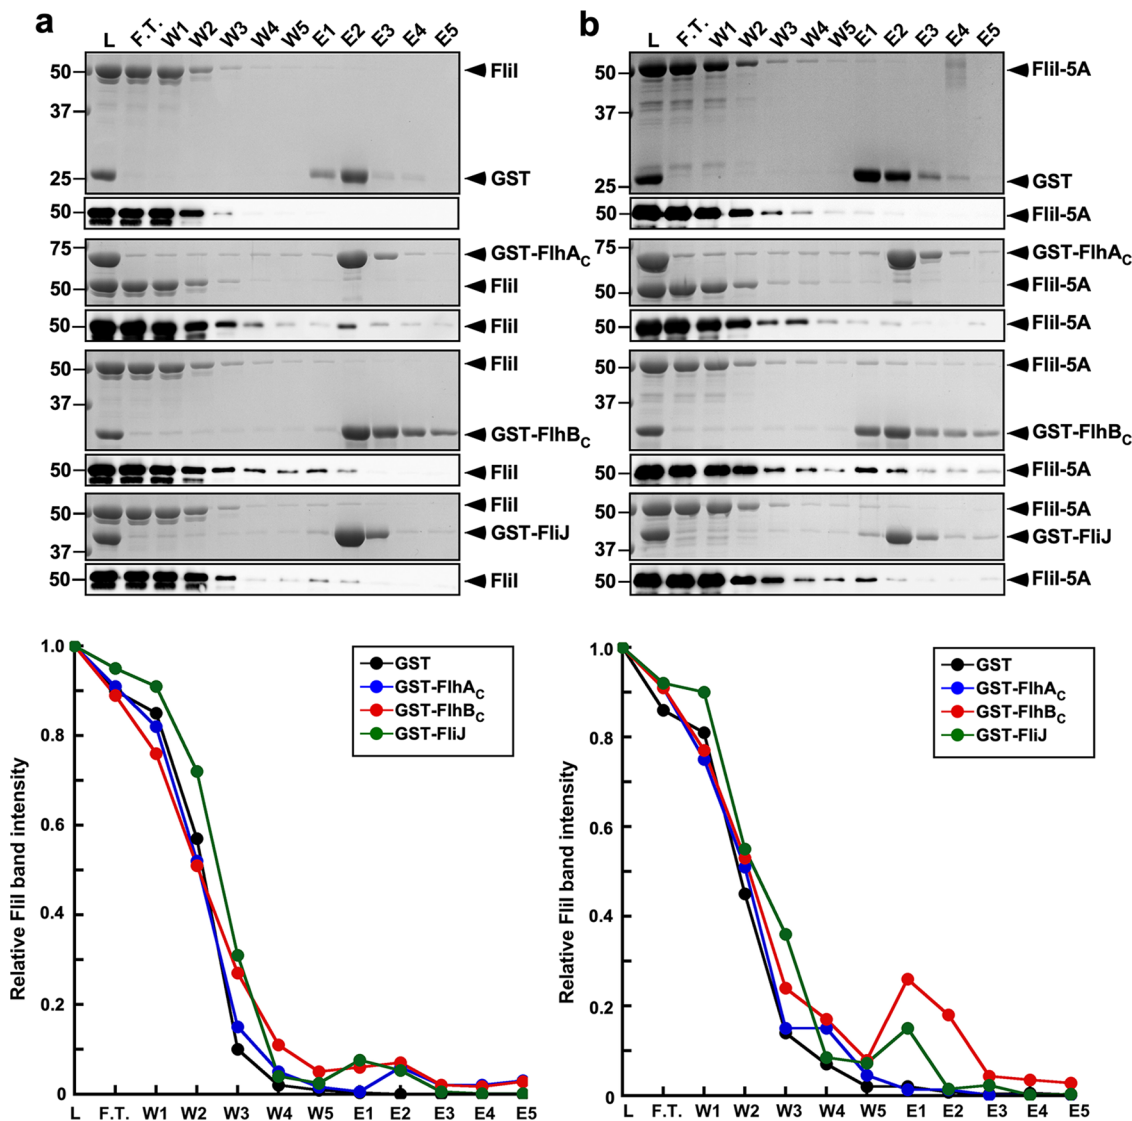 a
L F.T. W1 W2 W3 W4 W5 E1 E2 E3 E4 E5
50 FliI
37
25 GST
50 FliI
75 GST-FlhAC
50 FliI
50 FliI
50 FliI
37 GST-FlhBC
50 FliI
50 FliI
GST-FliJ
37
50 FliI
b
L F.T. W1 W2 W3 W4 W5 E1 E2 E3 E4 E5
50 FliI-5A
37
25 GST
50 FliI-5A
75 GST-FlhAC
50 FliI-5A
50 FliI-5A
50 FliI-5A
37
GST-FlhBC
50 FliI-5A
50 FliI-5A
GST-FliJ
37
50 FliI-5A
Relative FliI band intensity
1.0
0.8
0.6
0.4
0.2
0
GST
GST-FlhAC
GST-FlhBC
GST-FliJ
L F.T. W1 W2 W3 W4 W5 E1 E2 E3 E4 E5
Relative FliI band intensity
1.0
0.8
0.6
0.4
0.2
0
GST
GST-FlhAC
GST-FlhBC
GST-FliJ
L F.T. W1 W2 W3 W4 W5 E1 E2 E3 E4 E5